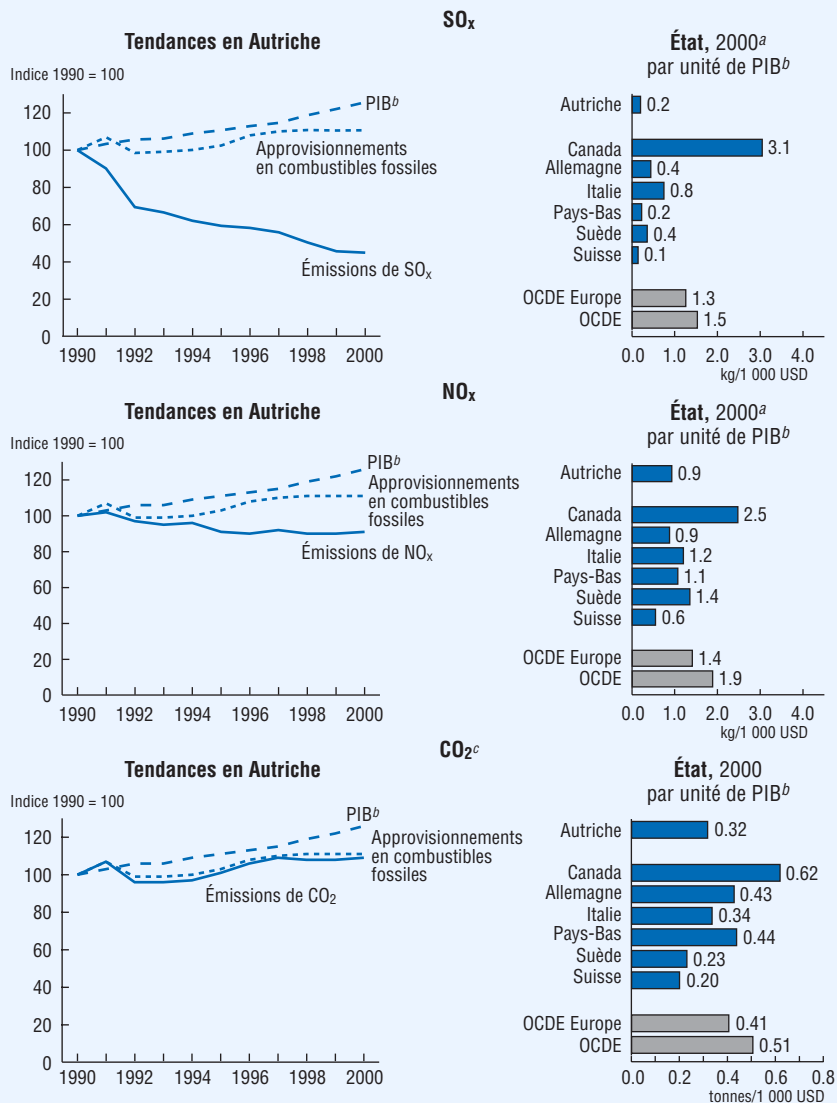 SOx
Tendances en Autriche
Indice 1990 = 100
120
100
80
60
40
20
0
1990 1992 1994 1996 1998 2000
PIBb
Approvisionnements
en combustibles fossiles
Émissions de SOx
État, 2000a
par unité de PIBb
Autriche 0.2
Canada 3.1
Allemagne 0.4
Italie 0.8
Pays-Bas 0.2
Suède 0.4
Suisse 0.1
OCDE Europe 1.3
OCDE 1.5
0.0 1.0 2.0 3.0 4.0
kg/1 000 USD
NOx
Tendances en Autriche
Indice 1990 = 100
120
100
80
60
40
20
0
1990 1992 1994 1996 1998 2000
PIBb
Approvisionnements
en combustibles
fossiles
Émissions de NOx
État, 2000a
par unité de PIBb
Autriche 0.9
Canada 2.5
Allemagne 0.9
Italie 1.2
Pays-Bas 1.1
Suède 1.4
Suisse 0.6
OCDE Europe 1.4
OCDE 1.9
0.0 1.0 2.0 3.0 4.0
kg/1 000 USD
CO2c
Tendances en Autriche
Indice 1990 = 100
120
100
80
60
40
20
0
1990 1992 1994 1996 1998 2000
PIBb
Approvisionnements
en combustibles
fossiles
Émissions de CO2
État, 2000
par unité de PIBb
Autriche 0.32
Canada 0.62
Allemagne 0.43
Italie 0.34
Pays-Bas 0.44
Suède 0.23
Suisse 0.20
OCDE Europe 0.41
OCDE 0.51
0.0 0.2 0.4 0.6 0.8
tonnes/1 000 USD